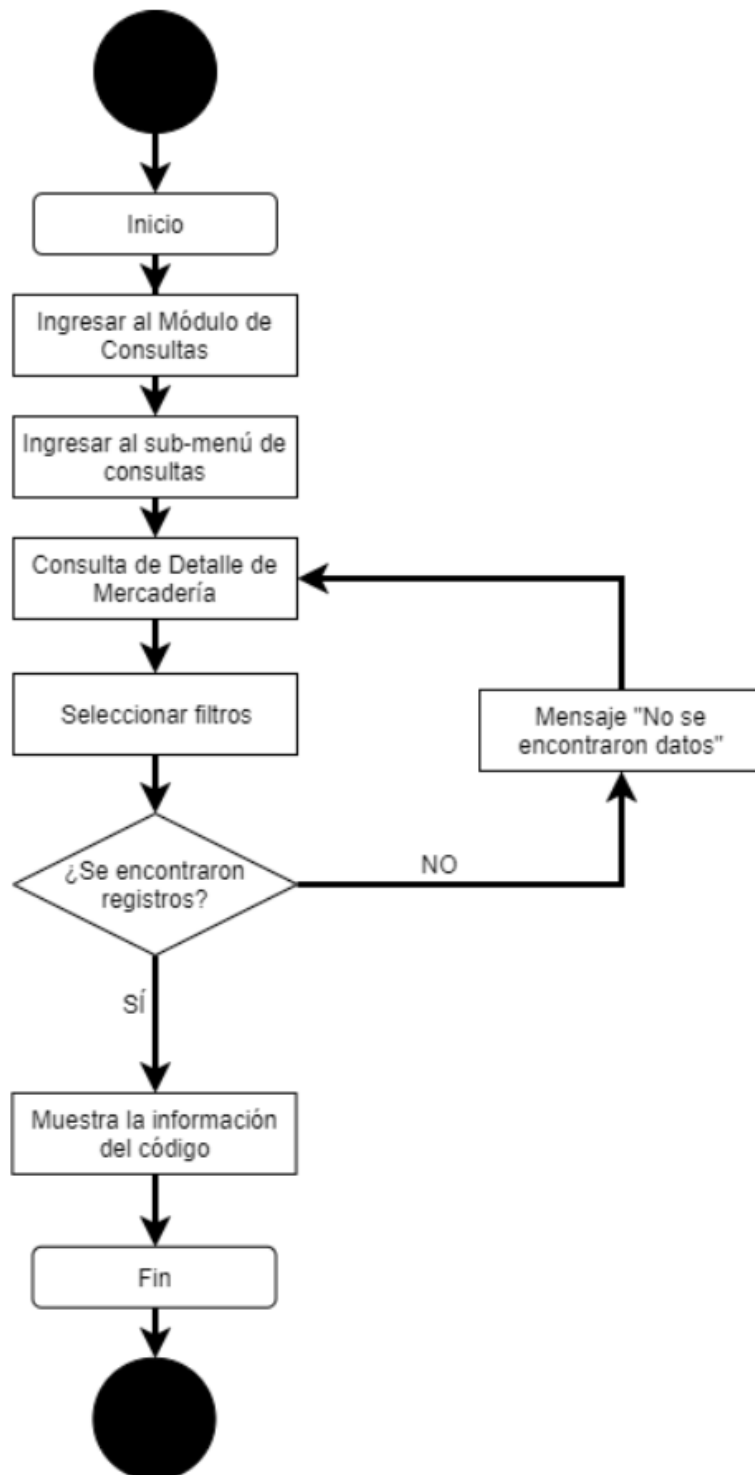 Inicio
Ingresar al Módulo de
Consultas
Ingresar al sub-menú de
consultas
Consulta de Detalle de
Mercadería
Seleccionar filtros
Mensaje "No se
encontraron datos"
¿Se encontraron
registros?
NO
SÍ
Muestra la información
del código
Fin